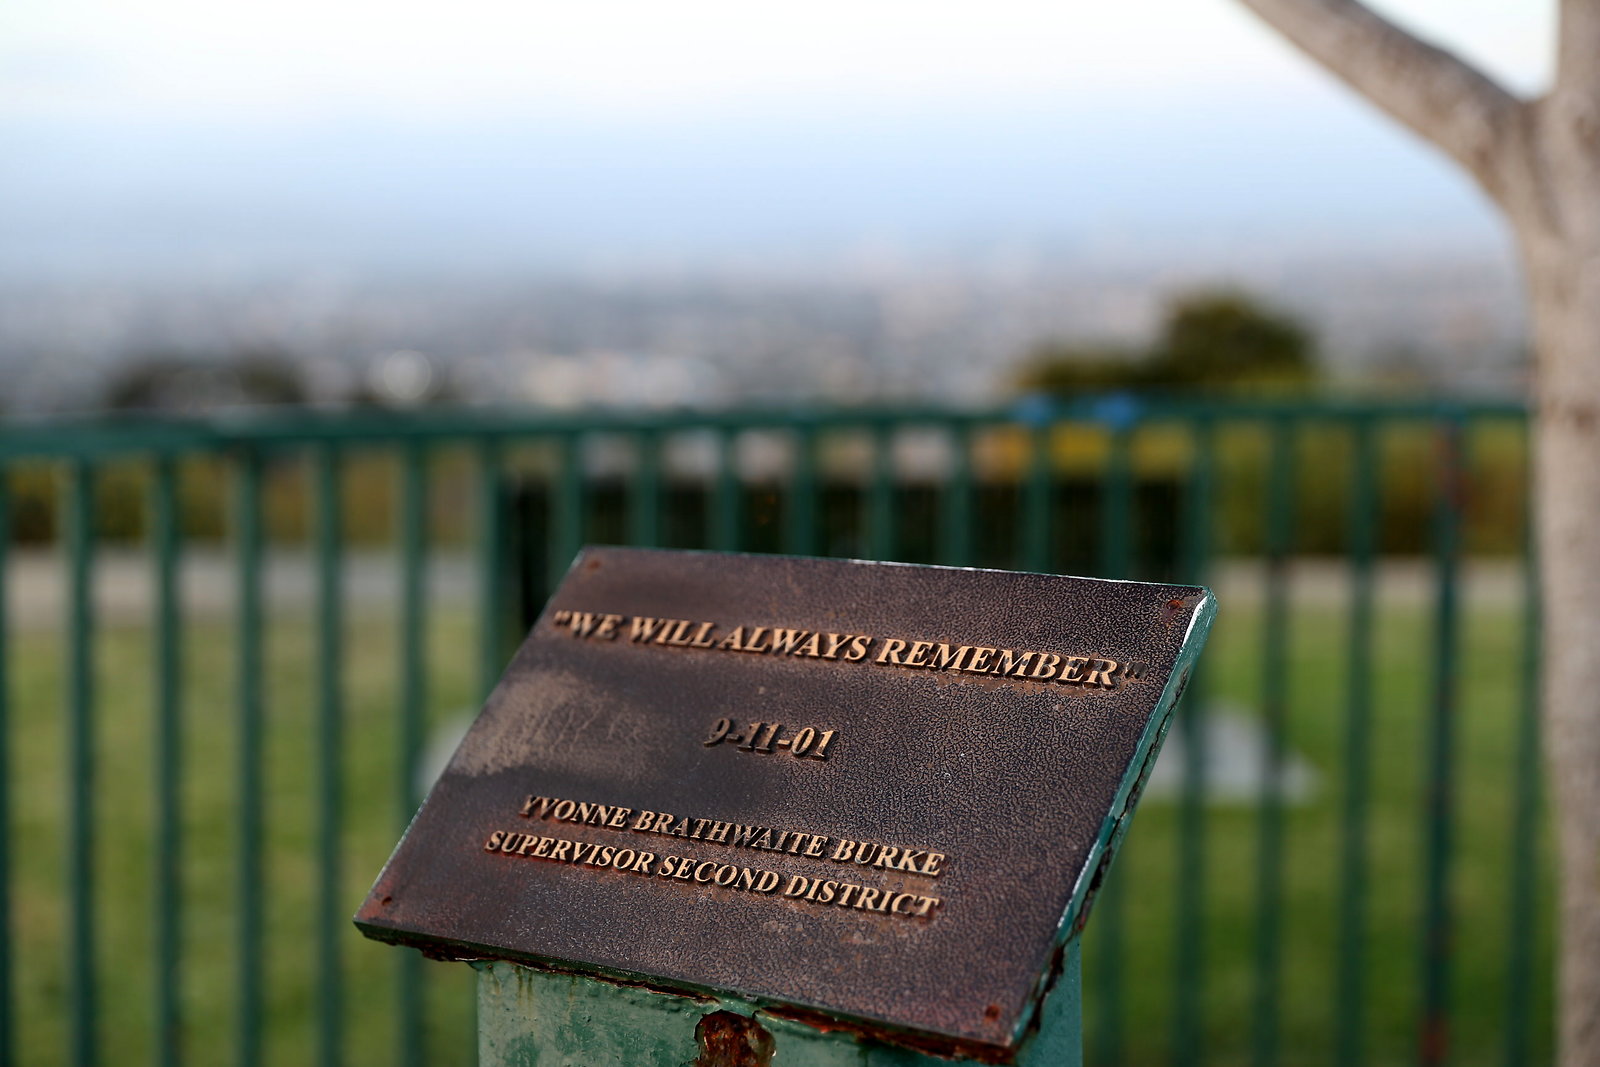 "WE WILL ALWAYS REMEMBER"
9-11-01
YVONNE BRATHWAITE BURKE
SUPERVISOR SECOND DISTRICT